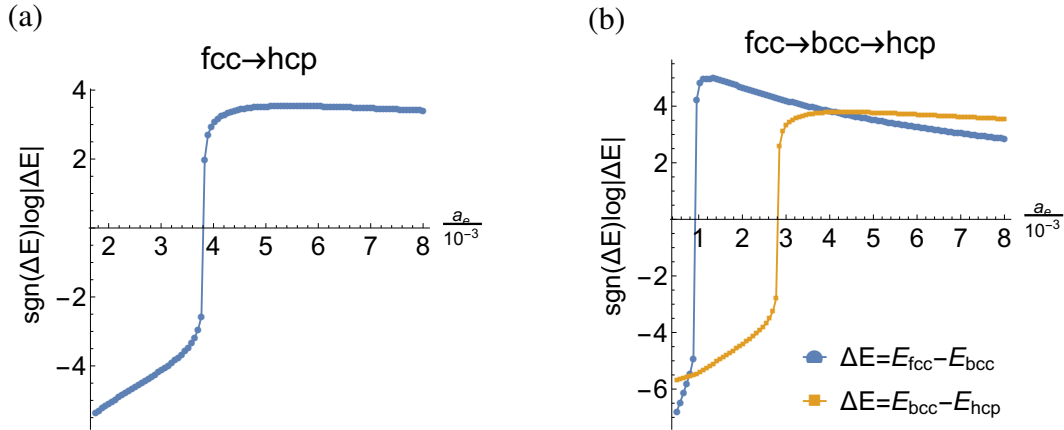 (a)
fcc→hcp
sgn(ΔE)log|ΔE|
4
2
−2
−4
2 3 4 5 6 7 8
a_e
10⁻³
(b)
fcc→bcc→hcp
sgn(ΔE)log|ΔE|
4
2
−2
−4
−6
1 2 3 4 5 6 7 8
a_e
10⁻³
ΔE=E_fcc−E_bcc
ΔE=E_bcc−E_hcp